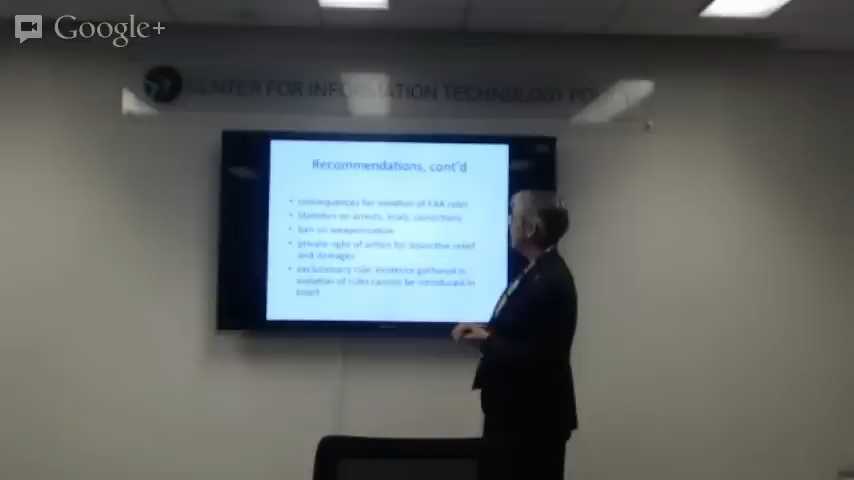 Google+
CENTER FOR INFORMATION TECHNOLOGY POLICY
Recommendations, cont'd
• consequences for violation of FAA rules
• Statistics on arrests, trials, convictions
• ban on weaponization
• private right of action for injunctive relief
and damages
• exclusionary rule: evidence gathered in
violation of rules cannot be introduced in
court